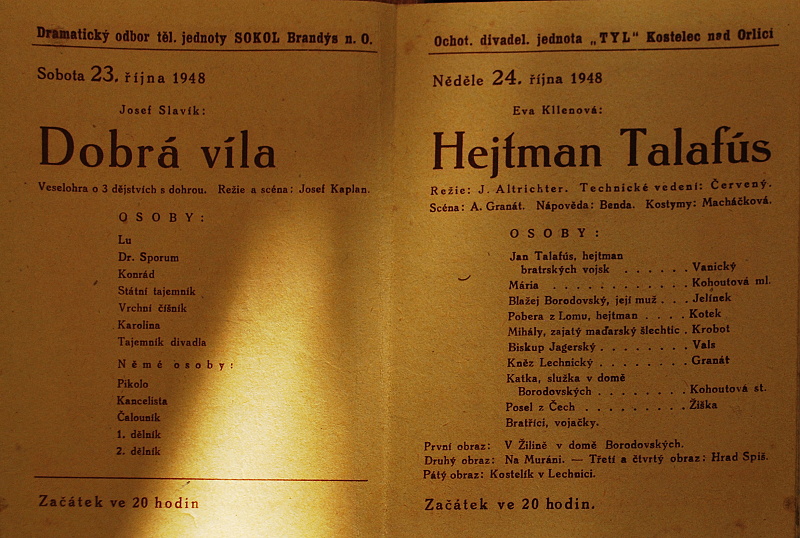 Dramatický odbor těl. jednoty SOKOL Brandýs n. O.
Sobota 23. října 1948
Josef Slavík:
Dobrá víla
Veselohra o 3 dějstvích s dohrou. Režie a scéna: Josef Kaplan.
OSOBY:
Lu
Dr. Sporum
Konrád
Státní tajemník
Vrchní číšník
Karolina
Tajemník divadla
Němé osoby:
Pikolo
Kancelista
Čalouník
1. dělník
2. dělník
Začátek ve 20 hodin
Ochot. divadel. jednota „TYL" Kostelec nad Orlicí
Neděle 24. října 1948
Eva Kllenová:
Hejtman Talafús
Režie: J. Altrichter. Technické vedení: Červený.
Scéna: A. Granát. Nápověda: Benda. Kostymy: Macháčková.
OSOBY:
Jan Talafús, hejtman
bratrských vojsk . . . . . . Vanický
Mária . . . . . . . . . . . . Kohoutová ml.
Blažej Borodovský, její muž . . . Jelínek
Pobera z Lomu, hejtman . . . . Kotek
Mihály, zajatý maďarský šlechtic . Krobot
Biskup Jagerský . . . . . . . . Vals
Kněz Lechnický . . . . . . . . Granát
Katka, služka v domě
Borodovských . . . . . . . . Kohoutová st.
Posel z Čech . . . . . . . . . Žiška
Bratříci, vojačky.
První obraz: V Žilině v domě Borodovských.
Druhý obraz: Na Muráni. — Třetí a čtvrtý obraz: Hrad Spiš.
Pátý obraz: Kostelík v Lechnici.
Začátek ve 20 hodin.